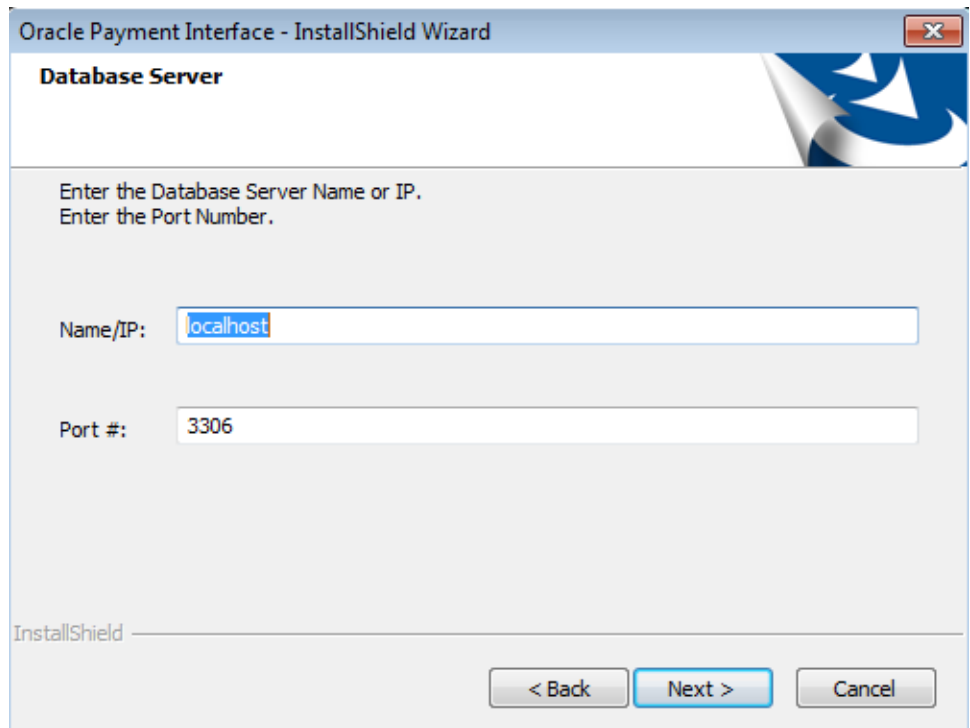 Oracle Payment Interface - InstallShield Wizard
Database Server
Enter the Database Server Name or IP.
Enter the Port Number.
Name/IP: localhost
Port #: 3306
InstallShield
< Back Next > Cancel